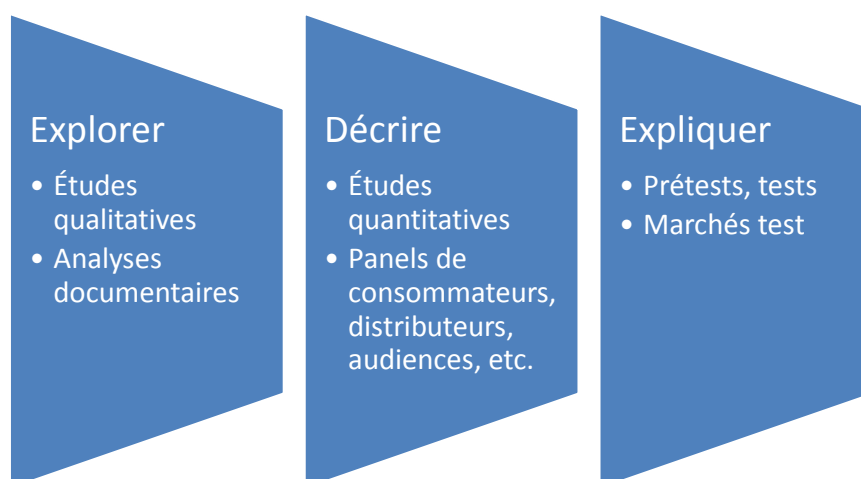 Explorer
• Études
qualitatives
• Analyses
documentaires
Décrire
• Études
quantitatives
• Panels de
consommateurs,
distributeurs,
audiences, etc.
Expliquer
• Prétests, tests
• Marchés test